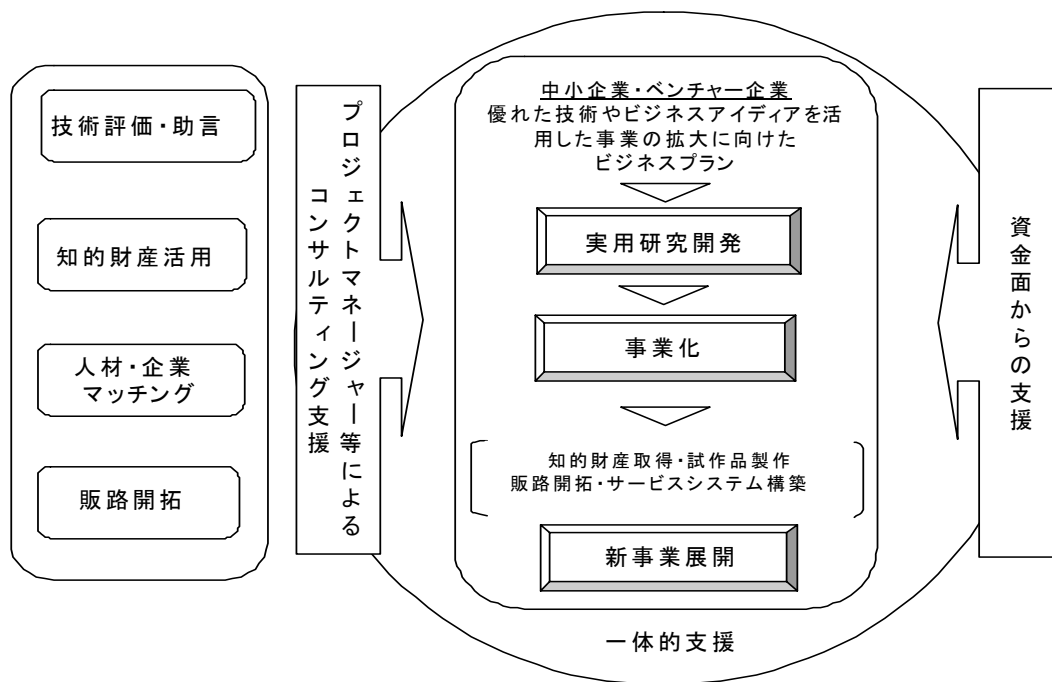 技術評価・助言
知的財産活用
人材・企業
マッチング
販路開拓
プロジェクトマネージャー等による
コンサルティング支援
中小企業・ベンチャー企業
優れた技術やビジネスアイディアを活
用した事業の拡大に向けた
ビジネスプラン
実用研究開発
事業化
知的財産取得・試作品製作
販路開拓・サービスシステム構築
新事業展開
一体的支援
資金面からの支援